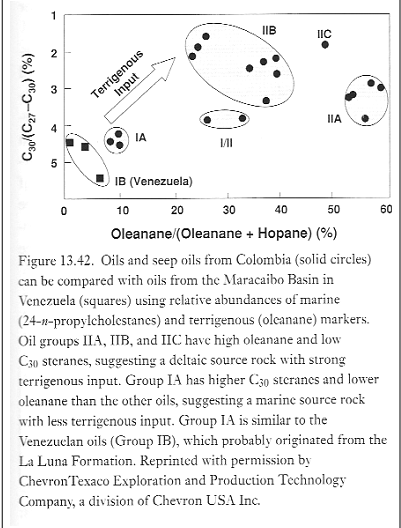 1
2
3
4
5
C30/(C27–C30) (%)
Terrigenous
Input
IIB
IIC
IIA
I/II
IA
IB (Venezuela)
0
10
20
30
40
50
60
Oleanane/(Oleanane + Hopane) (%)
Figure 13.42. Oils and seep oils from Colombia (solid circles)
can be compared with oils from the Maracaibo Basin in
Venezuela (squares) using relative abundances of marine
(24-n-propylcholestanes) and terrigenous (oleanane) markers.
Oil groups IIA, IIB, and IIC have high oleanane and low
C30 steranes, suggesting a deltaic source rock with strong
terrigenous input. Group IA has higher C30 steranes and lower
oleanane than the other oils, suggesting a marine source rock
with less terrigenous input. Group IA is similar to the
Venezuelan oils (Group IB), which probably originated from the
La Luna Formation. Reprinted with permission by
ChevronTexaco Exploration and Production Technology
Company, a division of Chevron USA Inc.